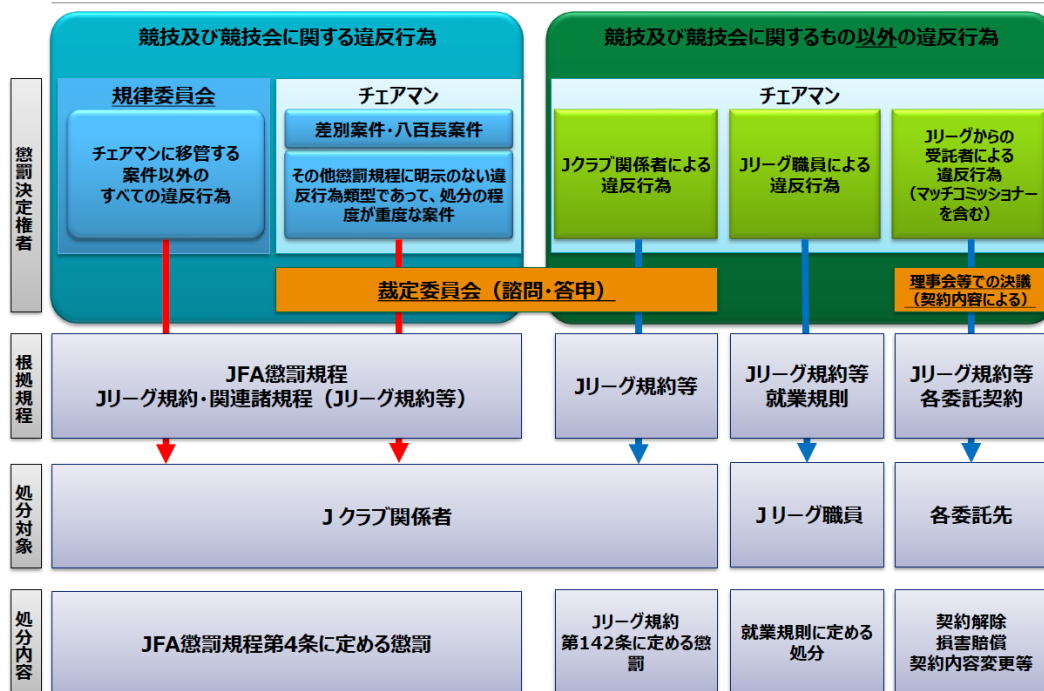 競技及び競技会に関する違反行為
競技及び競技会に関するもの以外の違反行為
懲罰決定権者
規律委員会
チェアマンに移管する
案件以外の
すべての違反行為
チェアマン
差別案件・八百長案件
その他懲罰規程に明示のない違
反行為類型であって、処分の程
度が重度な案件
チェアマン
Jクラブ関係者による
違反行為
Jリーグ職員による
違反行為
Jリーグからの
受託者による
違反行為
(マッチコミッショナー
を含む)
裁定委員会(諮問・答申)
理事会等での決議
(契約内容による)
根拠規程
JFA懲罰規程
Jリーグ規約・関連諸規程(Jリーグ規約等)
Jリーグ規約等
Jリーグ規約等
就業規則
Jリーグ規約等
各委託契約
処分対象
Jクラブ関係者
Jリーグ職員
各委託先
処分内容
JFA懲罰規程第4条に定める懲罰
Jリーグ規約
第142条に定める懲
罰
就業規則に定める
処分
契約解除
損害賠償
契約内容変更等